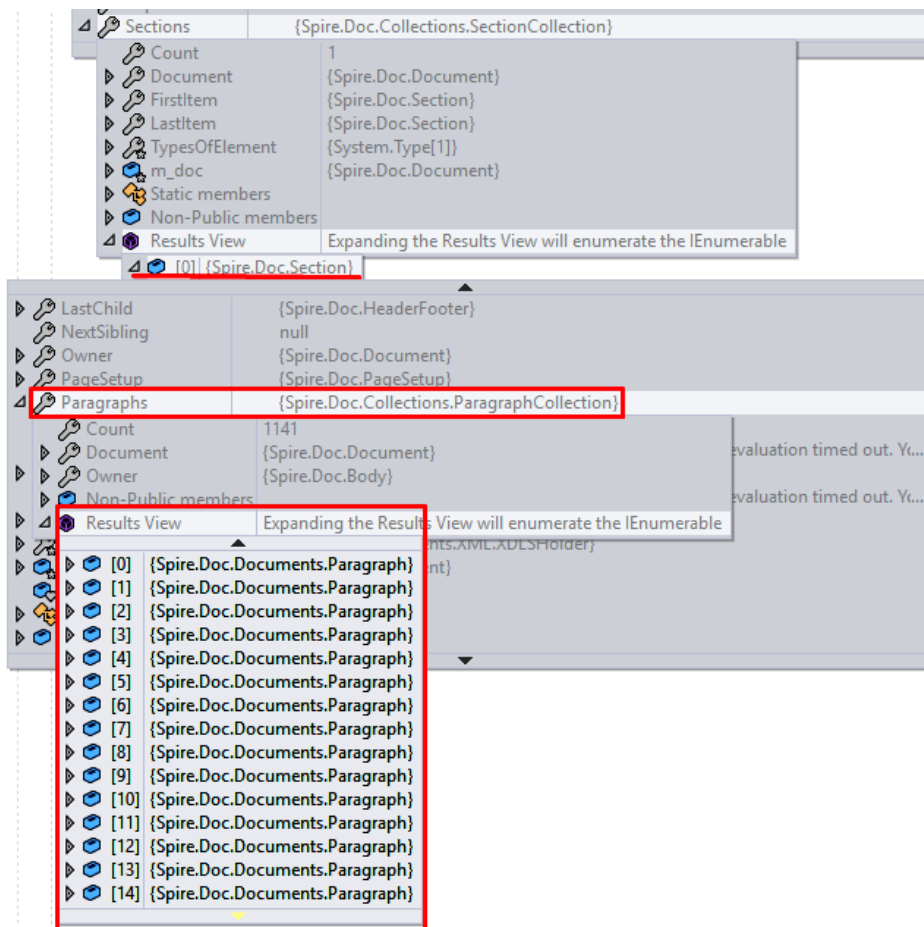 Sections {Spire.Doc.Collections.SectionCollection}
Count 1
Document {Spire.Doc.Document}
FirstItem {Spire.Doc.Section}
LastItem {Spire.Doc.Section}
TypesOfElement {System.Type[1]}
m_doc {Spire.Doc.Document}
Static members
Non-Public members
Results View Expanding the Results View will enumerate the IEnumerable
[0] {Spire.Doc.Section}
LastChild {Spire.Doc.HeaderFooter}
NextSibling null
Owner {Spire.Doc.Document}
PageSetup {Spire.Doc.PageSetup}
Paragraphs {Spire.Doc.Collections.ParagraphCollection}
Count 1141
Document {Spire.Doc.Document} evaluation timed out. Yo...
Owner {Spire.Doc.Body}
Non-Public members evaluation timed out. Yo...
Results View Expanding the Results View will enumerate the IEnumerable
nts.XML.XDLSHolder}
[0] {Spire.Doc.Documents.Paragraph} ent}
[1] {Spire.Doc.Documents.Paragraph}
[2] {Spire.Doc.Documents.Paragraph}
[3] {Spire.Doc.Documents.Paragraph}
[4] {Spire.Doc.Documents.Paragraph}
[5] {Spire.Doc.Documents.Paragraph}
[6] {Spire.Doc.Documents.Paragraph}
[7] {Spire.Doc.Documents.Paragraph}
[8] {Spire.Doc.Documents.Paragraph}
[9] {Spire.Doc.Documents.Paragraph}
[10] {Spire.Doc.Documents.Paragraph}
[11] {Spire.Doc.Documents.Paragraph}
[12] {Spire.Doc.Documents.Paragraph}
[13] {Spire.Doc.Documents.Paragraph}
[14] {Spire.Doc.Documents.Paragraph}